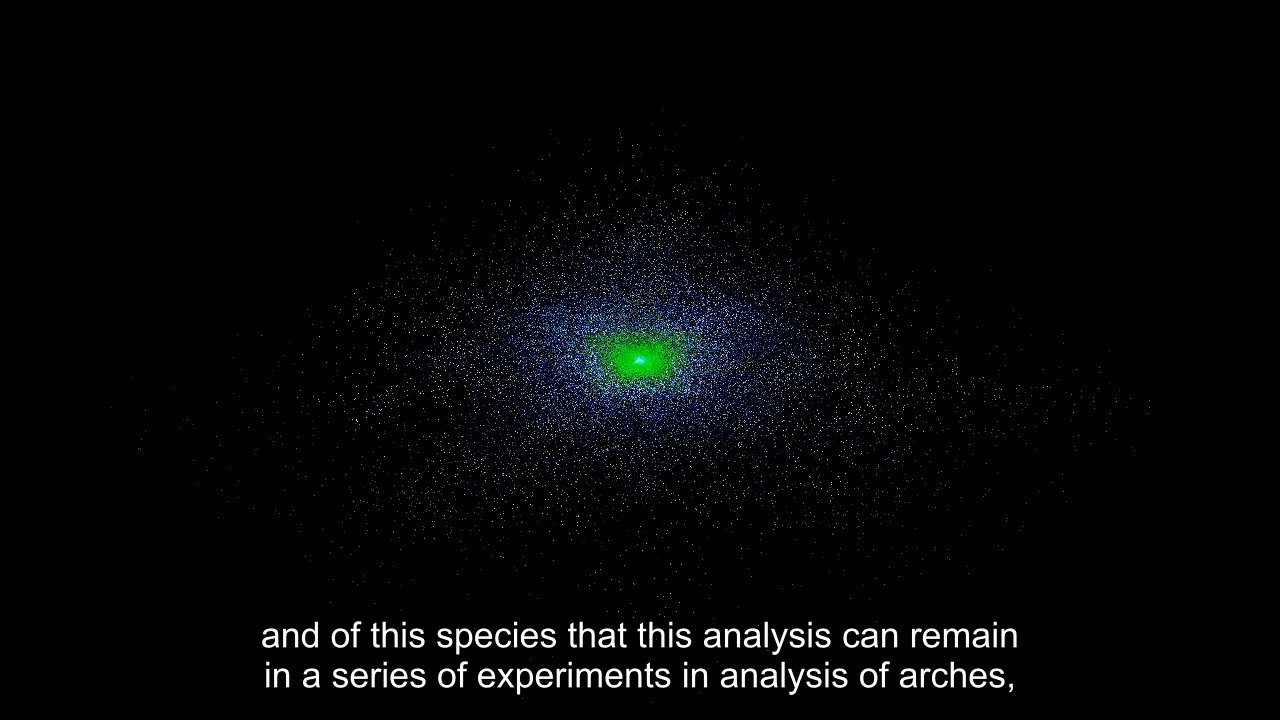 and of this species that this analysis can remain
in a series of experiments in analysis of arches,